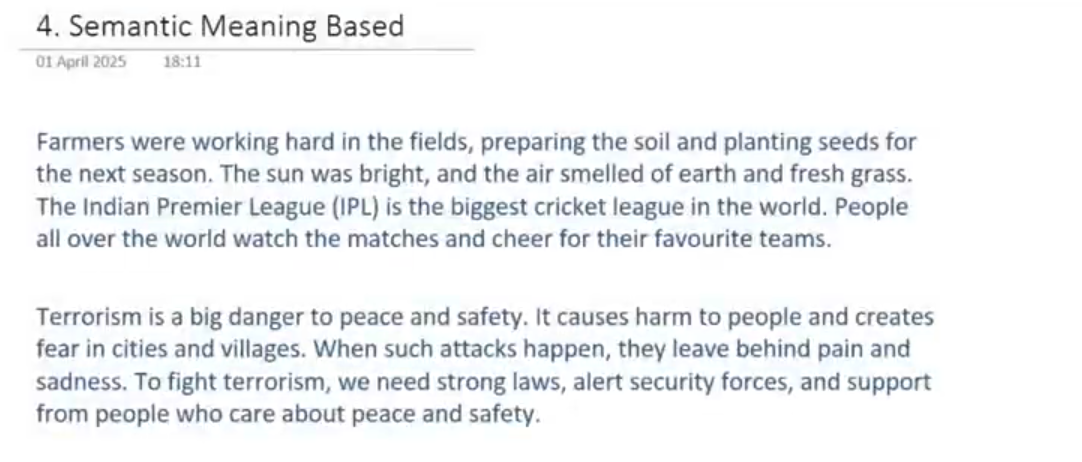 4. Semantic Meaning Based
01 April 2025 18:11
Farmers were working hard in the fields, preparing the soil and planting seeds for
the next season. The sun was bright, and the air smelled of earth and fresh grass.
The Indian Premier League (IPL) is the biggest cricket league in the world. People
all over the world watch the matches and cheer for their favourite teams.
Terrorism is a big danger to peace and safety. It causes harm to people and creates
fear in cities and villages. When such attacks happen, they leave behind pain and
sadness. To fight terrorism, we need strong laws, alert security forces, and support
from people who care about peace and safety.